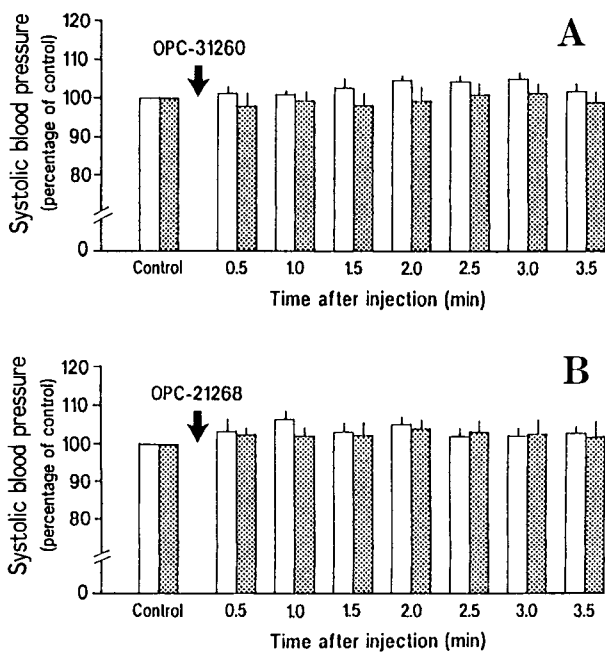 A
OPC-31260
Systolic blood pressure
(percentage of control)
120
110
100
90
80
0
Control 0.5 1.0 1.5 2.0 2.5 3.0 3.5
Time after injection (min)
B
OPC-21268
Systolic blood pressure
(percentage of control)
120
110
100
90
80
0
Control 0.5 1.0 1.5 2.0 2.5 3.0 3.5
Time after injection (min)